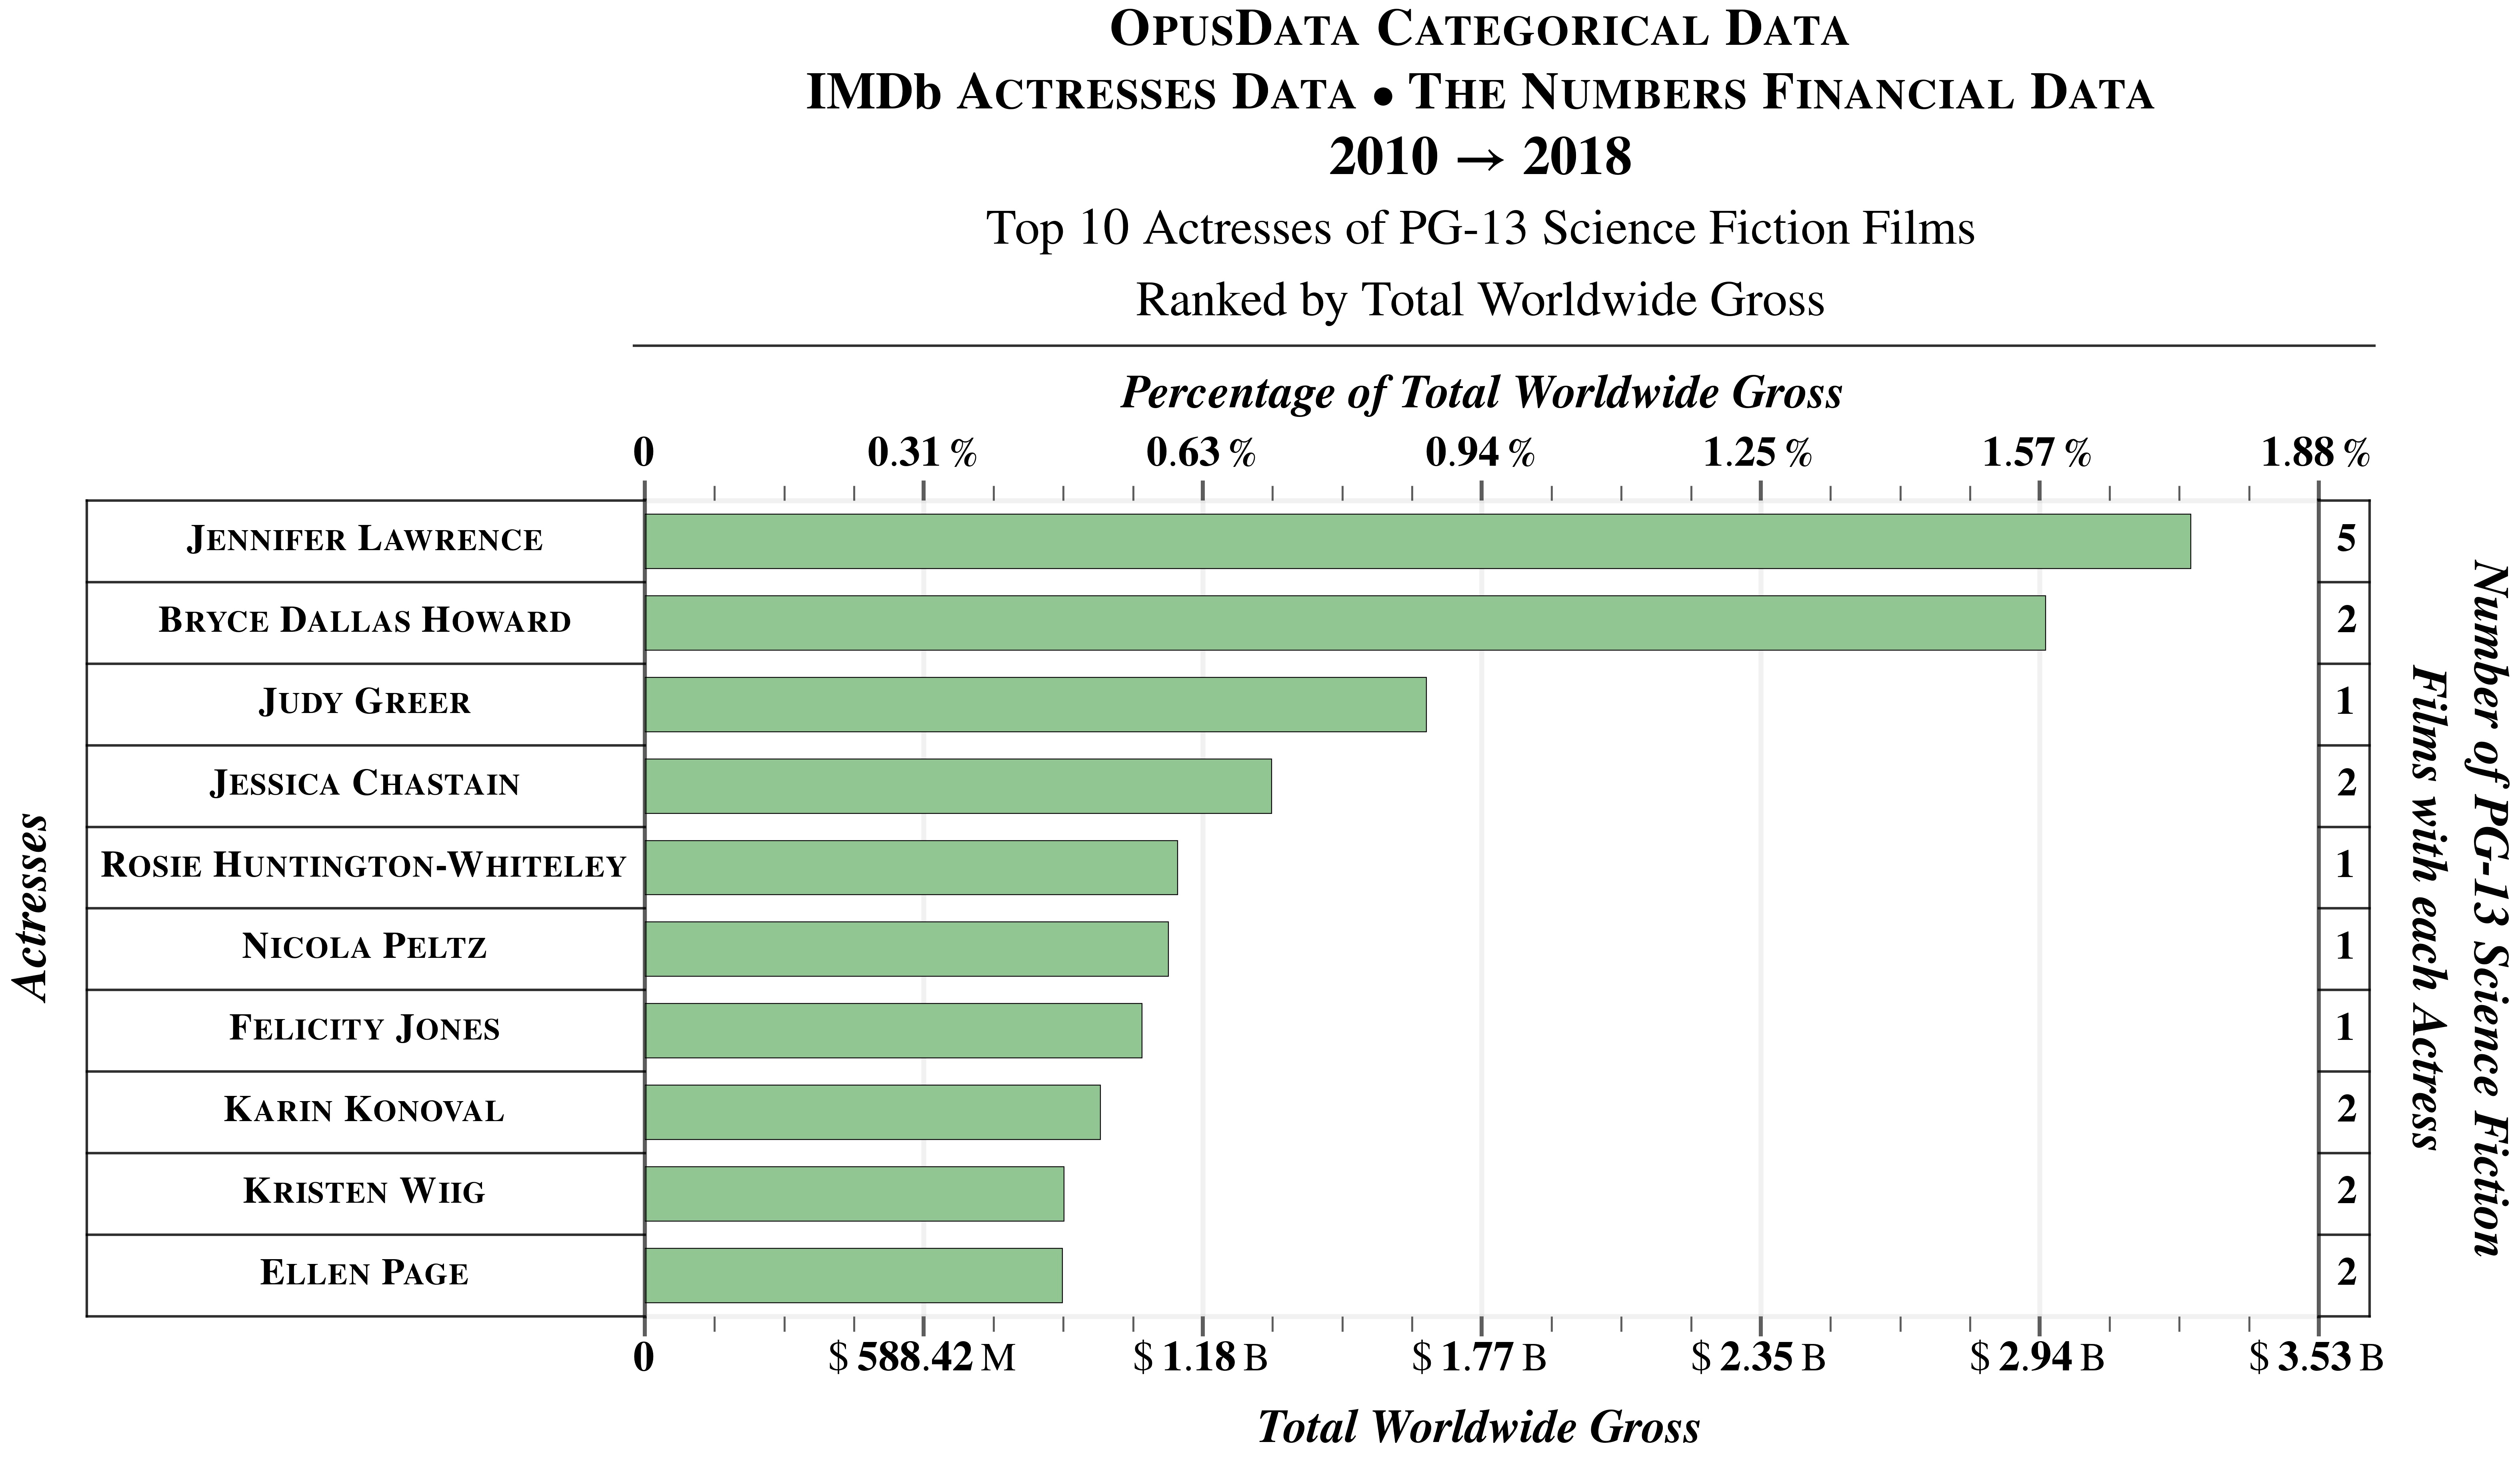 OpusData Categorical Data
IMDb Actresses Data • The Numbers Financial Data
2010 → 2018
Top 10 Actresses of PG-13 Science Fiction Films
Ranked by Total Worldwide Gross
Percentage of Total Worldwide Gross
0 0.31 % 0.63 % 0.94 % 1.25 % 1.57 % 1.88 %
Jennifer Lawrence 5
Bryce Dallas Howard 2
Judy Greer 1
Jessica Chastain 2
Rosie Huntington-Whiteley 1
Nicola Peltz 1
Felicity Jones 1
Karin Konoval 2
Kristen Wiig 2
Ellen Page 2
Actresses
Number of PG-13 Science Fiction
Films with each Actress
0 $ 588.42 M $ 1.18 B $ 1.77 B $ 2.35 B $ 2.94 B $ 3.53 B
Total Worldwide Gross